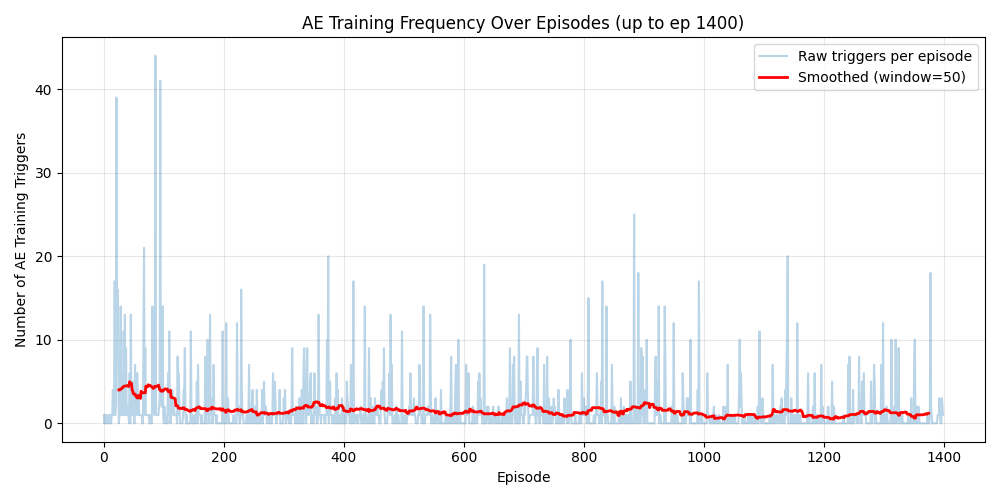 AE Training Frequency Over Episodes (up to ep 1400)
Raw triggers per episode
Smoothed (window=50)
Number of AE Training Triggers
40
30
20
10
0
0 200 400 600 800 1000 1200 1400
Episode